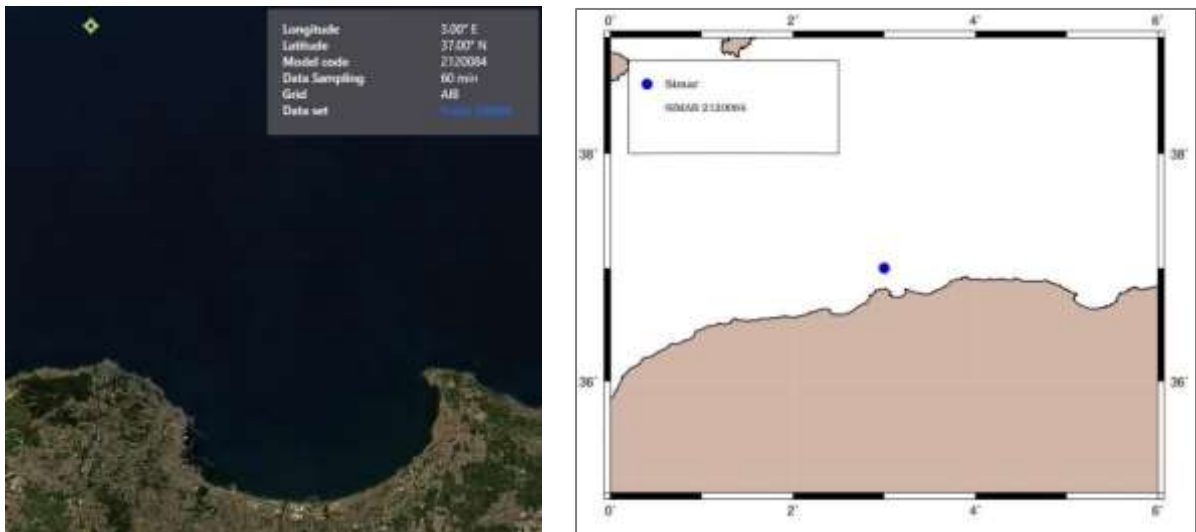 Longitude 3.00° E
Latitude 37.00° N
Model code 2120084
Data Sampling 60 min
Grid AIB
Data set
0° 2° 4° 6°
Simar
SIMAR 2120084
38° 38°
36° 36°
0° 2° 4° 6°